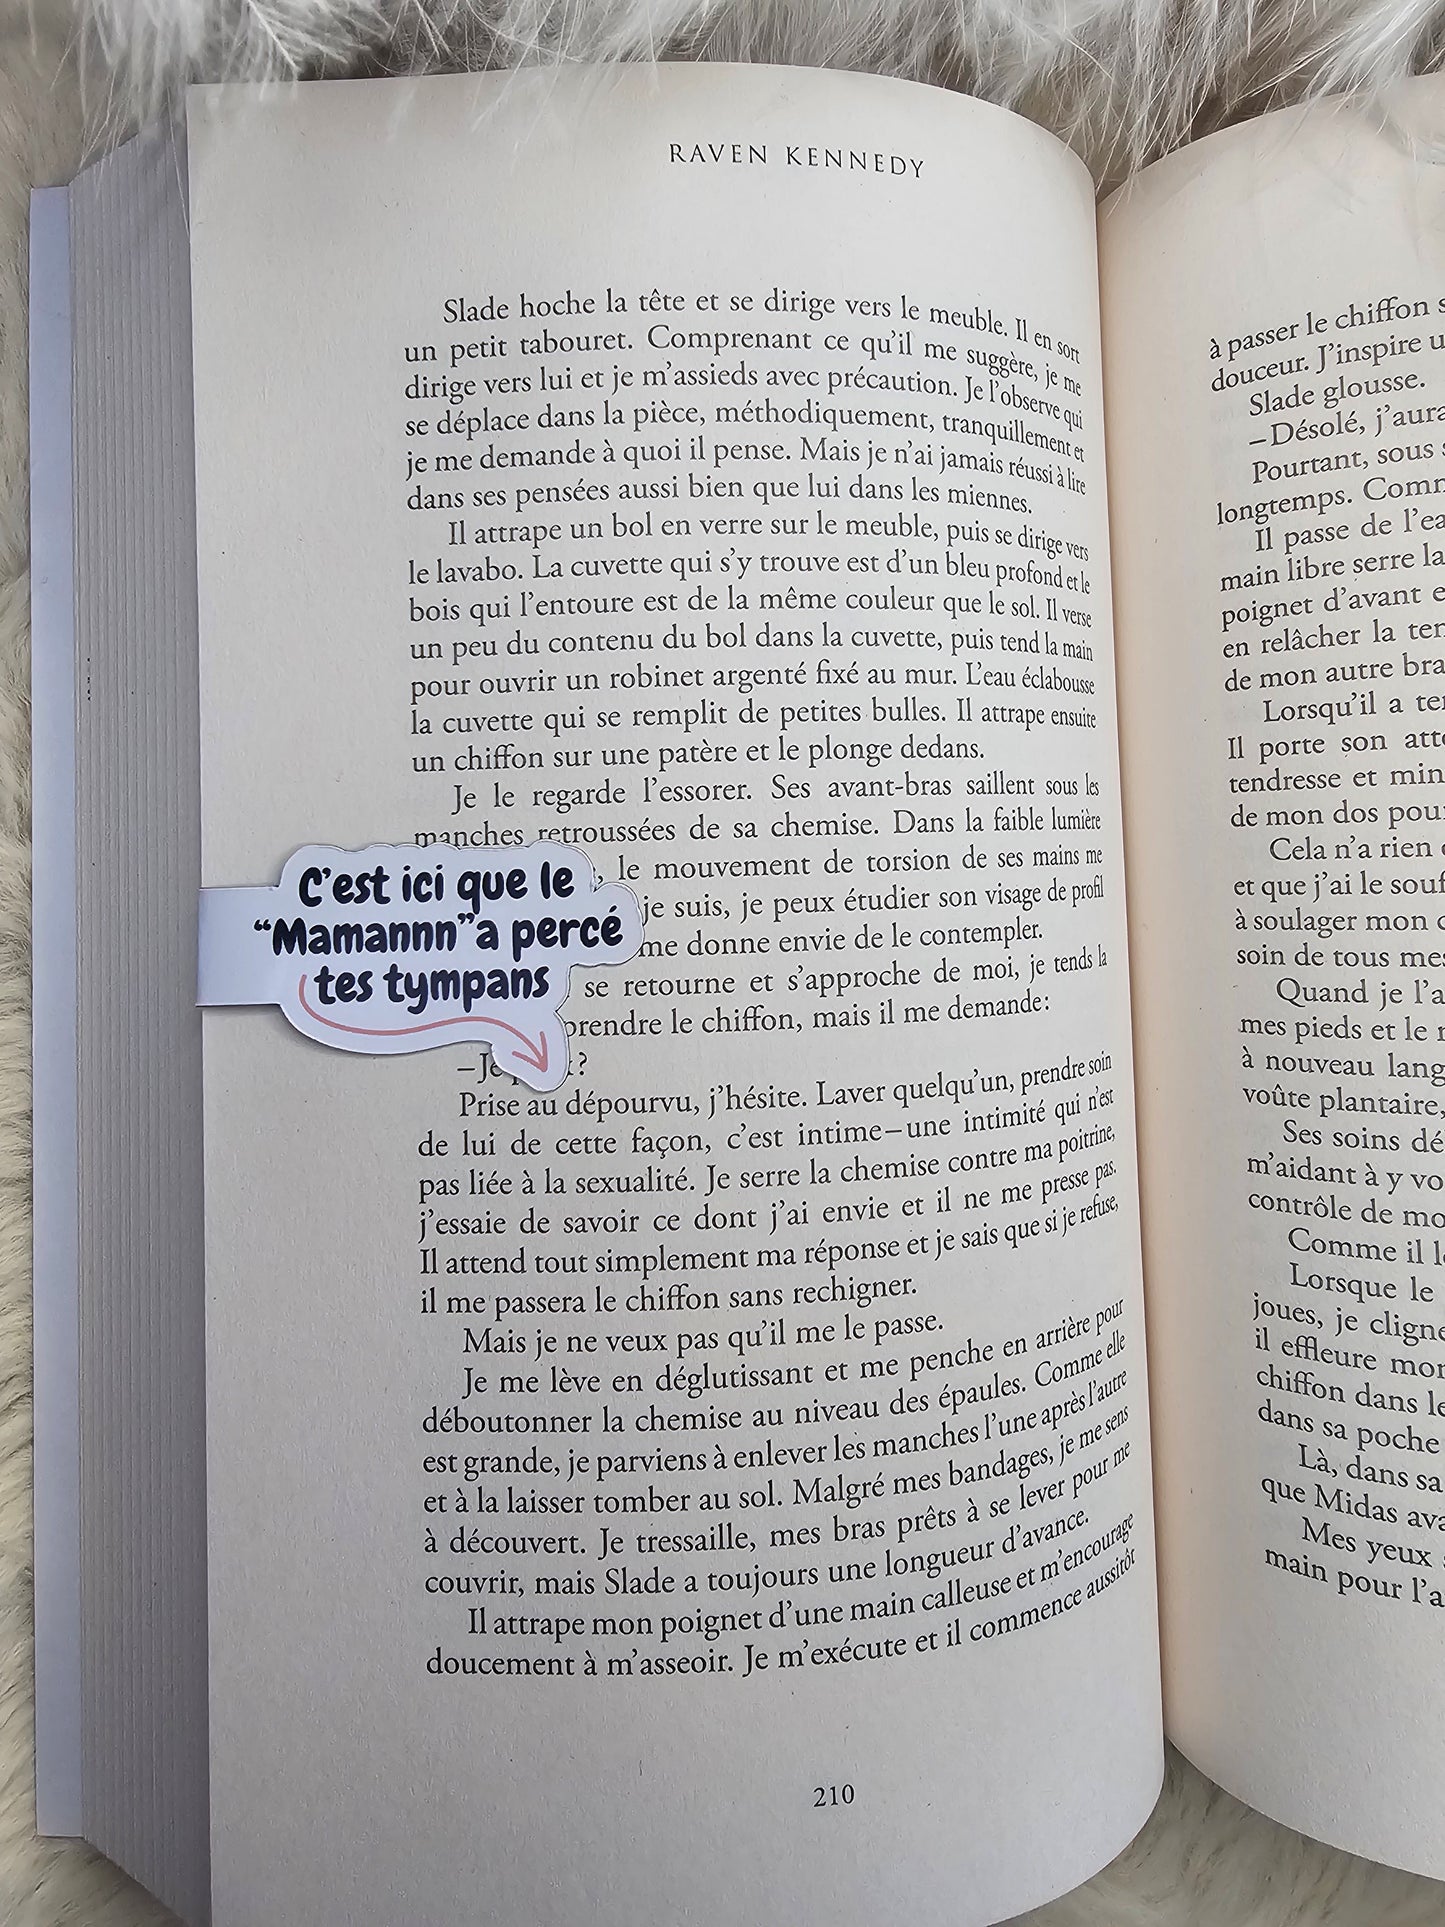 RAVEN KENNEDY
Slade hoche la tête et se dirige vers le meuble. Il en sort
un petit tabouret. Comprenant ce qu'il me suggère, je me
dirige vers lui et je m'assieds avec précaution. Je l'observe qui
se déplace dans la pièce, méthodiquement, tranquillement et
je me demande à quoi il pense. Mais je n'ai jamais réussi à lire
dans ses pensées aussi bien que lui dans les miennes.
Il attrape un bol en verre sur le meuble, puis se dirige vers
le lavabo. La cuvette qui s'y trouve est d'un bleu profond et le
bois qui l'entoure est de la même couleur que le sol. Il verse
un peu du contenu du bol dans la cuvette, puis tend la main
pour ouvrir un robinet argenté fixé au mur. L'eau éclabousse
la cuvette qui se remplit de petites bulles. Il attrape ensuite
un chiffon sur une patère et le plonge dedans.
Je le regarde l'essorer. Ses avant-bras saillent sous les
manches retroussées de sa chemise. Dans la faible lumière
, le mouvement de torsion de ses mains me
je suis, je peux étudier son visage de profil
me donne envie de le contempler.
se retourne et s'approche de moi, je tends la
prendre le chiffon, mais il me demande :
– Je ?
Prise au dépourvu, j'hésite. Laver quelqu'un, prendre soin
de lui de cette façon, c'est intime – une intimité qui n'est
pas liée à la sexualité. Je serre la chemise contre ma poitrine,
j'essaie de savoir ce dont j'ai envie et il ne me presse pas.
Il attend tout simplement ma réponse et je sais que si je refuse,
il me passera le chiffon sans rechigner.
Mais je ne veux pas qu'il me le passe.
Je me lève en déglutissant et me penche en arrière pour
déboutonner la chemise au niveau des épaules. Comme elle
est grande, je parviens à enlever les manches l'une après l'autre
et à la laisser tomber au sol. Malgré mes bandages, je me sens
à découvert. Je tressaille, mes bras prêts à se lever pour me
couvrir, mais Slade a toujours une longueur d'avance.
Il attrape mon poignet d'une main calleuse et m'encourage
doucement à m'asseoir. Je m'exécute et il commence aussitôt
210
C'est ici que le
"Mamannn" a percé
tes tympans
à passer le chiffon
douceur. J'inspire
Slade glousse.
– Désolé, j'aura
Pourtant, sous
longtemps. Comm
Il passe de l'ea
main libre serre la
poignet d'avant
en relâcher la ten
de mon autre bra
Lorsqu'il a te
Il porte son atte
tendresse et min
de mon dos pour
Cela n'a rien
et que j'ai le souf
à soulager mon
soin de tous mes
Quand je l'a
mes pieds et le
à nouveau lang
voûte plantaire,
Ses soins dé
m'aidant à y vo
contrôle de mo
Comme il le
Lorsque le
joues, je cligne
il effleure mon
chiffon dans le
dans sa poche
Là, dans sa
que Midas ava
Mes yeux
main pour l'a